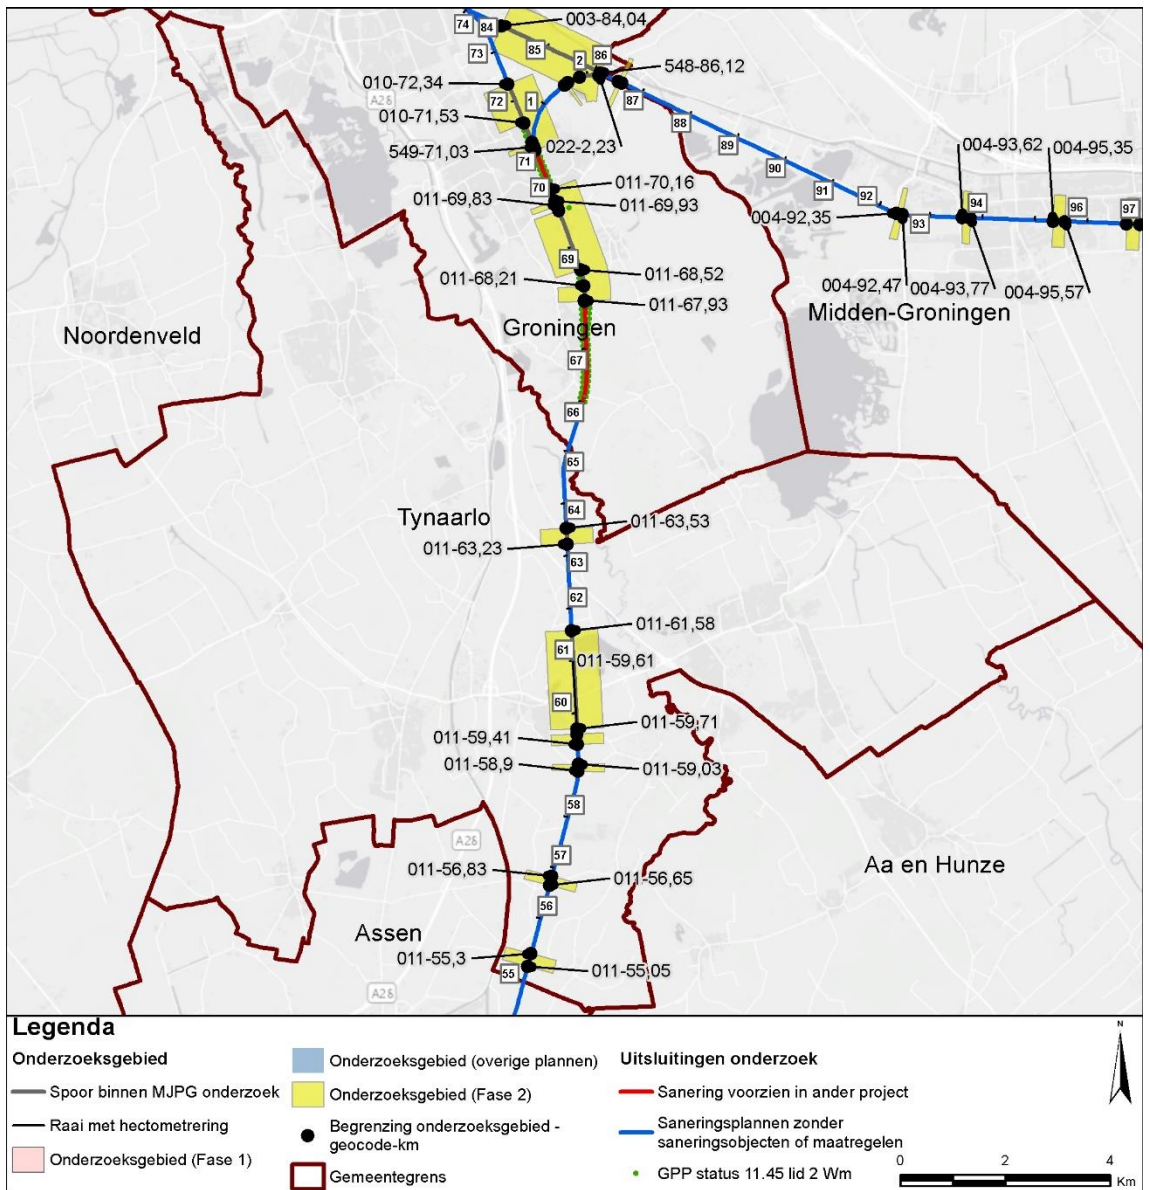 74
84
003-84,04
73
85
86
2
548-86,12
010-72,34
A28
72
1
87
010-71,53
88
549-71,03
022-2,23
89
004-93,62
004-95,35
71
90
70
011-70,16
91
011-69,83
011-69,93
92
94
96
97
004-92,35
93
69
011-68,52
011-68,21
004-92,47
004-93,77
004-95,57
011-67,93
Noordenveld
Groningen
Midden-Groningen
67
66
65
64
Tynaarlo
011-63,53
011-63,23
63
62
011-61,58
61
011-59,61
60
011-59,71
011-59,41
011-58,9
011-59,03
58
A28
57
Aa en Hunze
011-56,83
011-56,65
56
Assen
011-55,3
55
011-55,05
A28
Legenda
Onderzoeksgebied
Spoor binnen MJPG onderzoek
Raai met hectometrering
Onderzoeksgebied (Fase 1)
Onderzoeksgebied (overige plannen)
Onderzoeksgebied (Fase 2)
Begrenzing onderzoeksgebied -
geocode-km
Gemeentegrens
Uitsluitingen onderzoek
Sanering voorzien in ander project
Saneringsplannen zonder
saneringsobjecten of maatregelen
GPP status 11.45 lid 2 Wm
N
0 2 4
Km